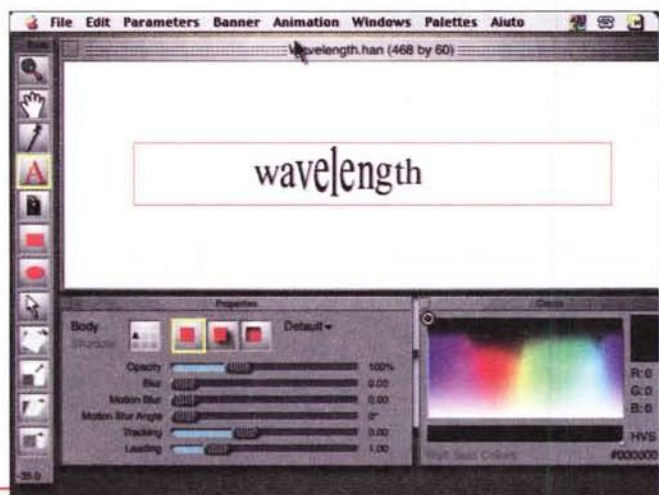 File Edit Parameters Banner Animation Windows Palettes Aiuto
Wavelength.han (468 by 60)
A
wavelength
Properties
Body
Default
Opacity 100%
Blur 0.00
Motion Blur 0.00
Motion Blur Angle 0°
Tracking 0.00
Leading 1.00
R: 0
G: 0
B: 0
HVS
#000000